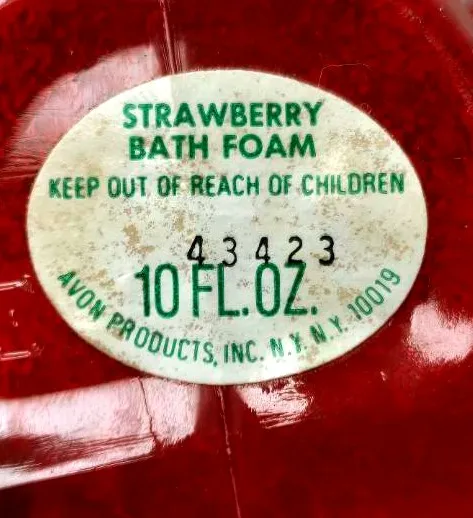 STRAWBERRY
BATH FOAM
KEEP OUT OF REACH OF CHILDREN
43423
10 FL. OZ.
AVON PRODUCTS, INC. N.Y. N.Y. 10019